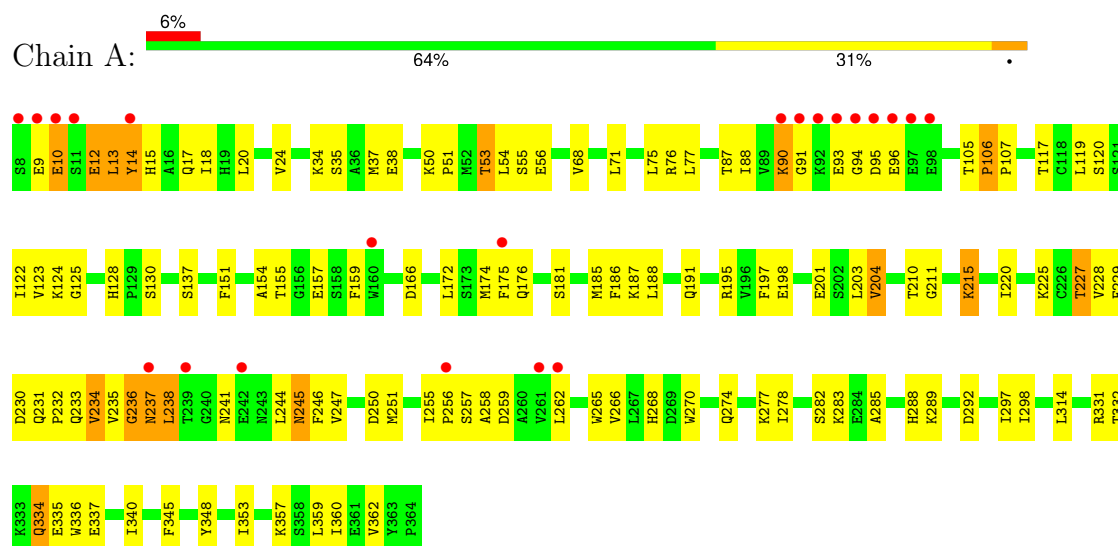 6%
Chain A:
64% 31% •
S8 E9 E10 S11 E12 L13 Y14 H15 A16 Q17 I18 H19 L20 V24 K34 S35 A36 M37 E38 K50 P51 M52 T53 L54 S55 E56 V68 L71 L75 R76 L77 T87 I88 V89 K90 G91 K92 E93 G94 D95 E96 E97 E98 T105 P106 P107 T117 C118 L119 S120 S121
I122 V123 K124 G125 H128 P129 S130 S137 F151 A154 T155 G156 E157 S158 F159 W160 D166 L172 S173 M174 F175 Q176 S181 M185 F186 K187 L188 Q191 R195 V196 F197 E198 E201 S202 L203 V204 T210 G211 K215 I220 K225 C226 T227 V228 E229
D230 Q231 P232 Q233 V234 V235 G236 N237 L238 T239 G240 N241 E242 N243 L244 N245 F246 V247 D250 M251 I255 P256 S257 A258 D259 A260 V261 L262 W265 V266 L267 H268 D269 W270 Q274 K277 I278 S282 K283 E284 A285 H288 K289 D292 I297 I298 L314 R331 T332
K333 Q334 E335 W336 E337 I340 F345 Y348 I353 K357 S358 L359 I360 E361 V362 Y363 P364